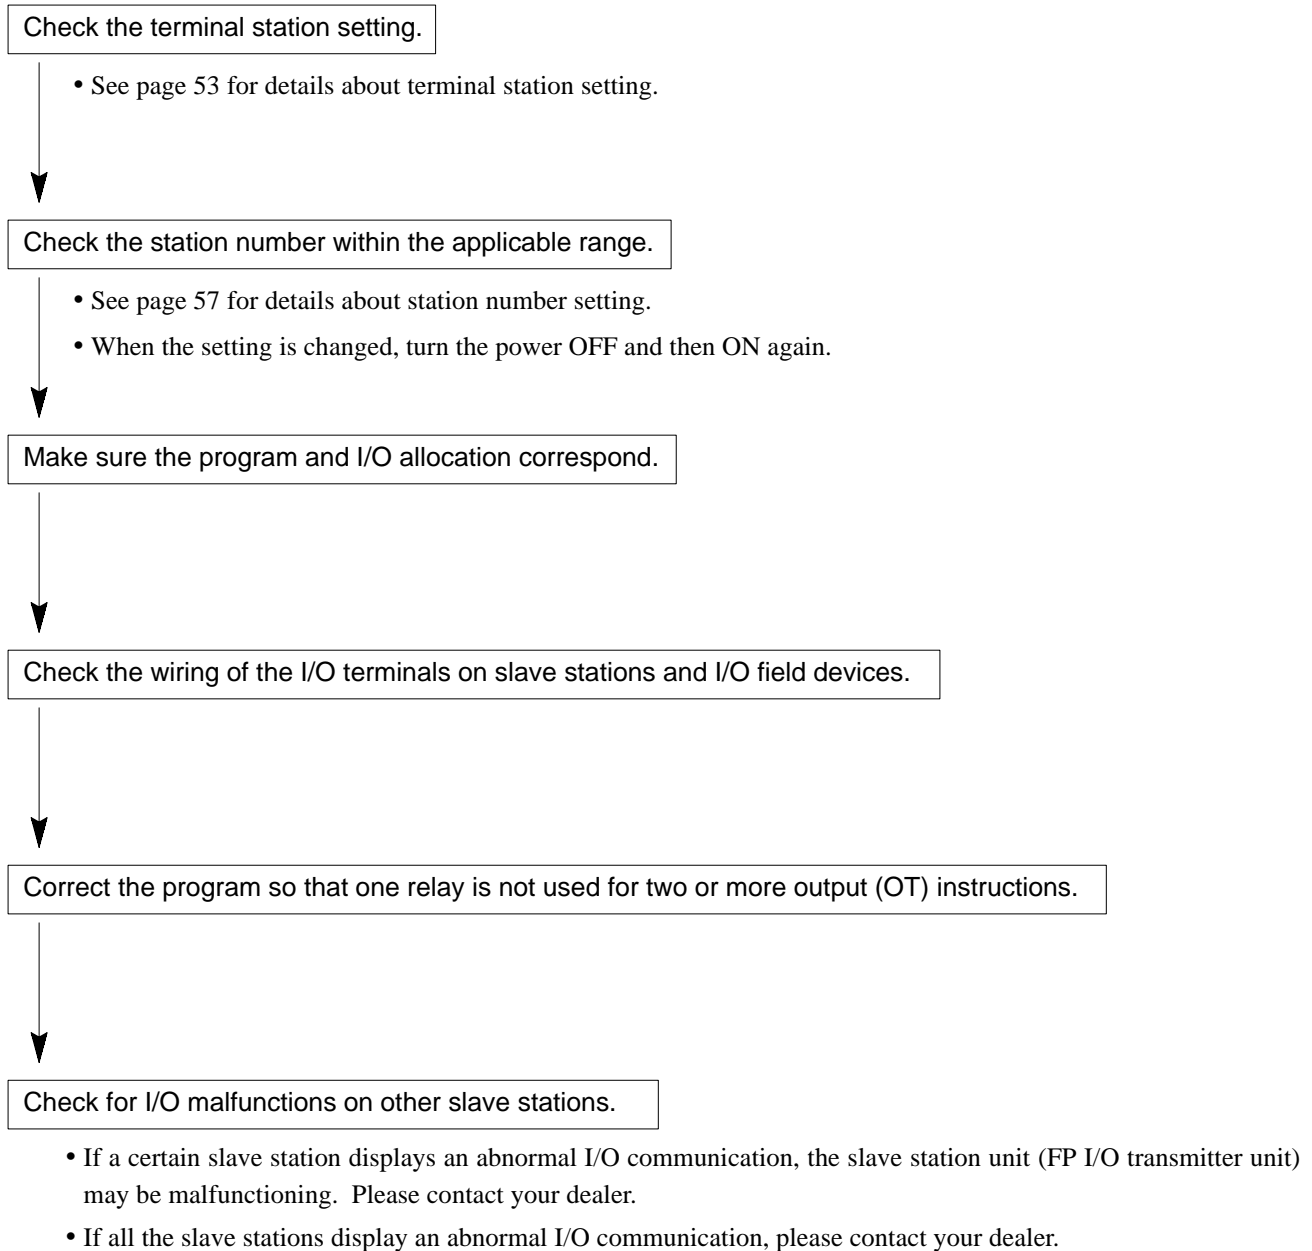 Check the terminal station setting.
• See page 53 for details about terminal station setting.
Check the station number within the applicable range.
• See page 57 for details about station number setting.
• When the setting is changed, turn the power OFF and then ON again.
Make sure the program and I/O allocation correspond.
Check the wiring of the I/O terminals on slave stations and I/O field devices.
Correct the program so that one relay is not used for two or more output (OT) instructions.
Check for I/O malfunctions on other slave stations.
• If a certain slave station displays an abnormal I/O communication, the slave station unit (FP I/O transmitter unit)
may be malfunctioning. Please contact your dealer.
• If all the slave stations display an abnormal I/O communication, please contact your dealer.